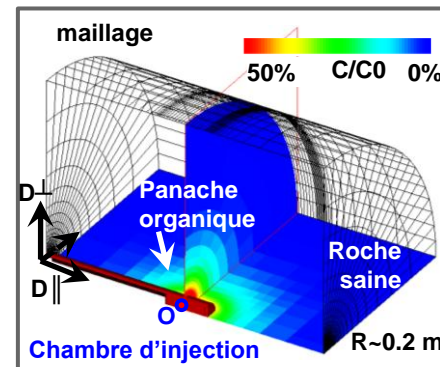 maillage
50% C/C0 0%
D⊥
Panache
organique
Roche
saine
D||
O
Chambre d'injection
R~0.2 m